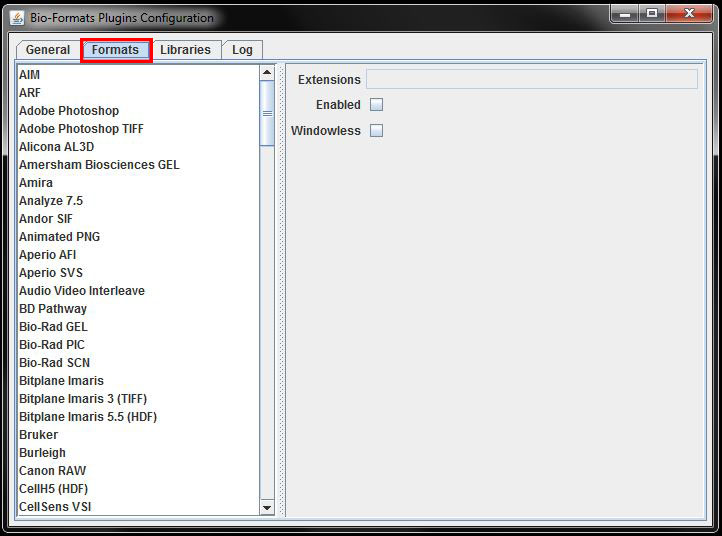 Bio-Formats Plugins Configuration
General Formats Libraries Log
AIM
ARF
Adobe Photoshop
Adobe Photoshop TIFF
Alicona AL3D
Amersham Biosciences GEL
Amira
Analyze 7.5
Andor SIF
Animated PNG
Aperio AFI
Aperio SVS
Audio Video Interleave
BD Pathway
Bio-Rad GEL
Bio-Rad PIC
Bio-Rad SCN
Bitplane Imaris
Bitplane Imaris 3 (TIFF)
Bitplane Imaris 5.5 (HDF)
Bruker
Burleigh
Canon RAW
CellH5 (HDF)
CellSens VSI
Extensions
Enabled
Windowless